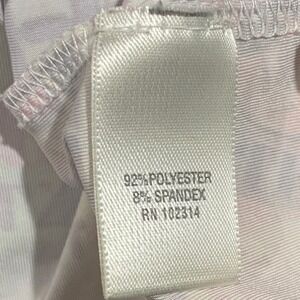 92%POLYESTER
8% SPANDEX
RN 102314